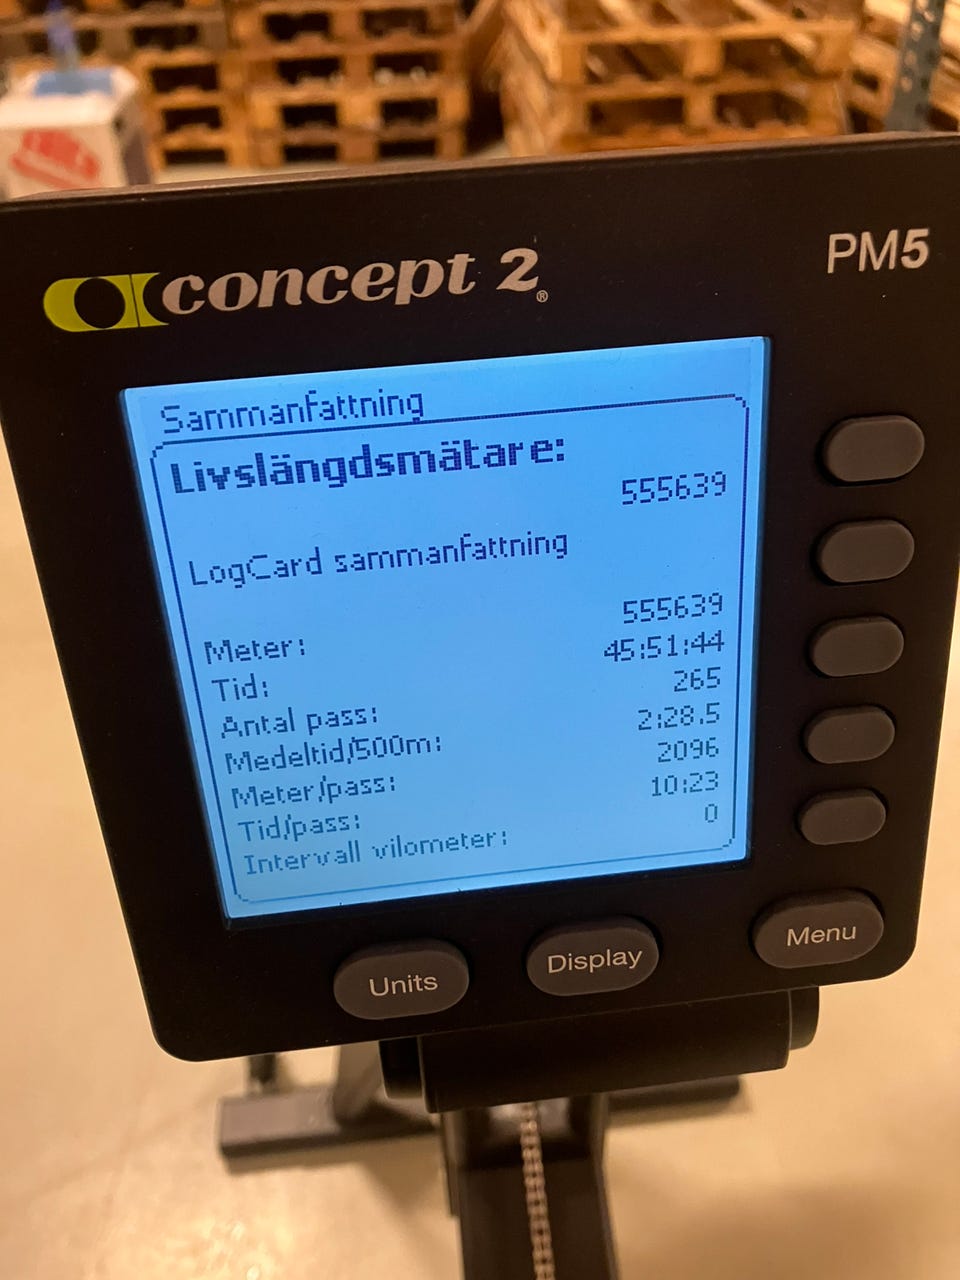 concept 2®
PM5
Sammanfattning
Livslängdsmätare:
555639
LogCard sammanfattning
Meter: 555639
Tid: 45:51:44
Antal pass: 265
Medeltid/500m: 2:28.5
Meter/pass: 2096
Tid/pass: 10:23
Intervall vilometer: 0
Units
Display
Menu